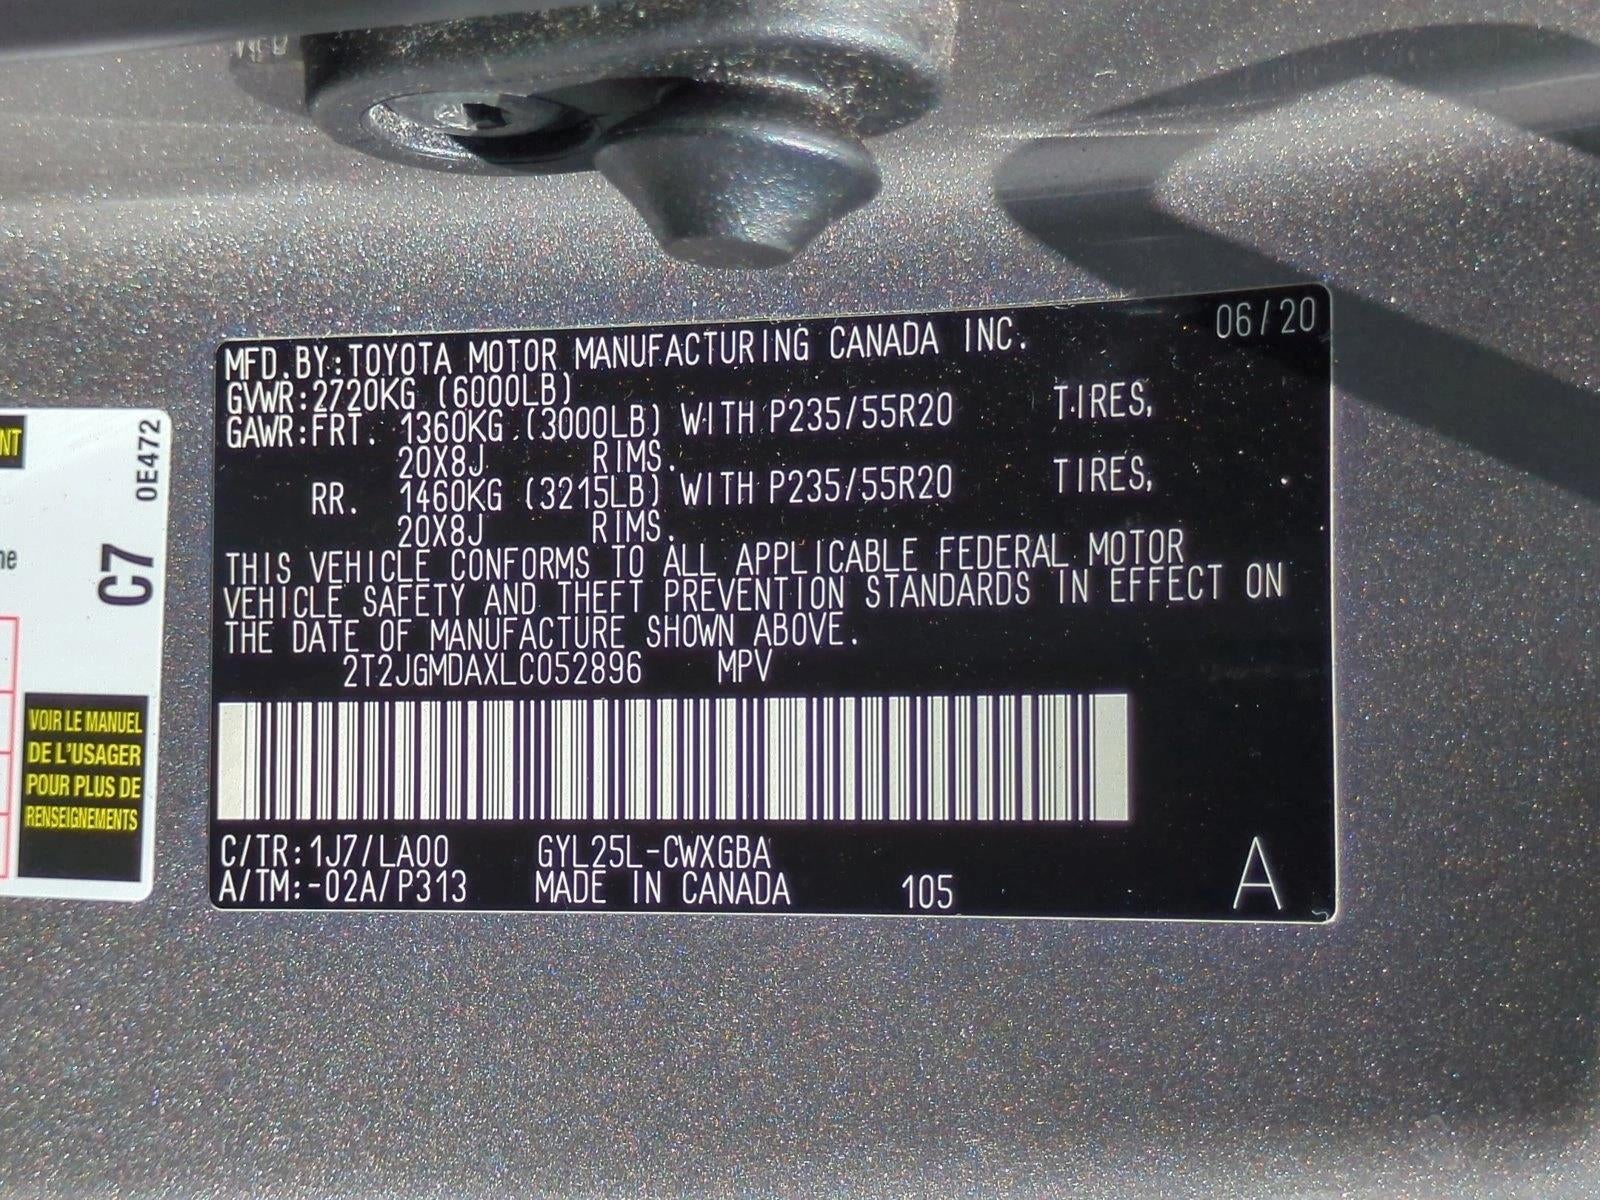 MFD.BY:TOYOTA MOTOR MANUFACTURING CANADA INC. 06/20
GVWR:2720KG (6000LB)
GAWR:FRT. 1360KG (3000LB) WITH P235/55R20 TIRES,
20X8J RIMS.
RR. 1460KG (3215LB) WITH P235/55R20 TIRES,
20X8J RIMS.
THIS VEHICLE CONFORMS TO ALL APPLICABLE FEDERAL MOTOR
VEHICLE SAFETY AND THEFT PREVENTION STANDARDS IN EFFECT ON
THE DATE OF MANUFACTURE SHOWN ABOVE.
2T2JGMDAXLC052896 MPV
C/TR:1J7/LA00 GYL25L-CWXGBA
A/TM:-02A/P313 MADE IN CANADA 105 A
0E472
C7
VOIR LE MANUEL
DE L'USAGER
POUR PLUS DE
RENSEIGNEMENTS